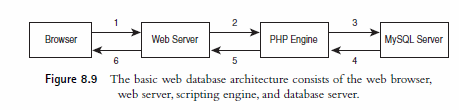 1 2 3
Browser Web Server PHP Engine MySQL Server
6 5 4
Figure 8.9 The basic web database architecture consists of the web browser,
web server, scripting engine, and database server.